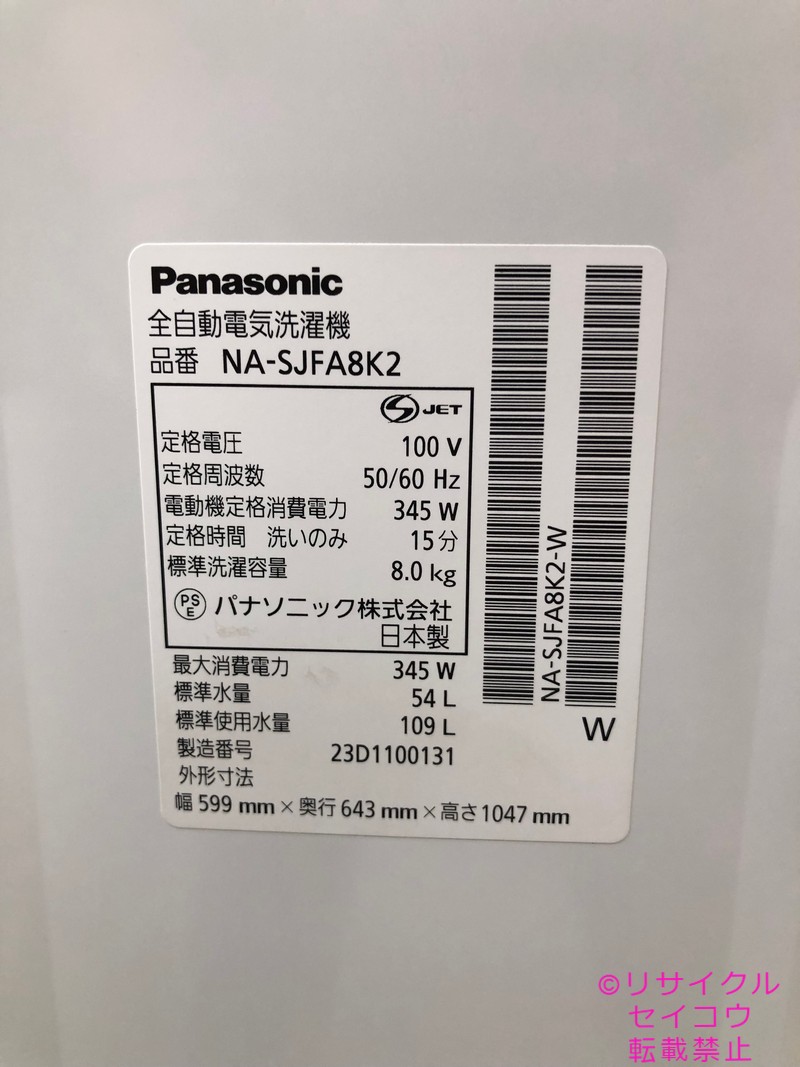 Panasonic
全自動電気洗濯機
品番 NA-SJFA8K2
S JET
定格電圧 100 V
定格周波数 50/60 Hz
電動機定格消費電力 345 W
定格時間 洗いのみ 15分
標準洗濯容量 8.0 kg
PSE パナソニック株式会社
日本製
最大消費電力 345 W
標準水量 54 L
標準使用水量 109 L
製造番号 23D1100131
外形寸法
幅 599 mm×奥行 643 mm×高さ1047 mm
NA-SJFA8K2-W
W
©リサイクル
セイコウ
転載禁止